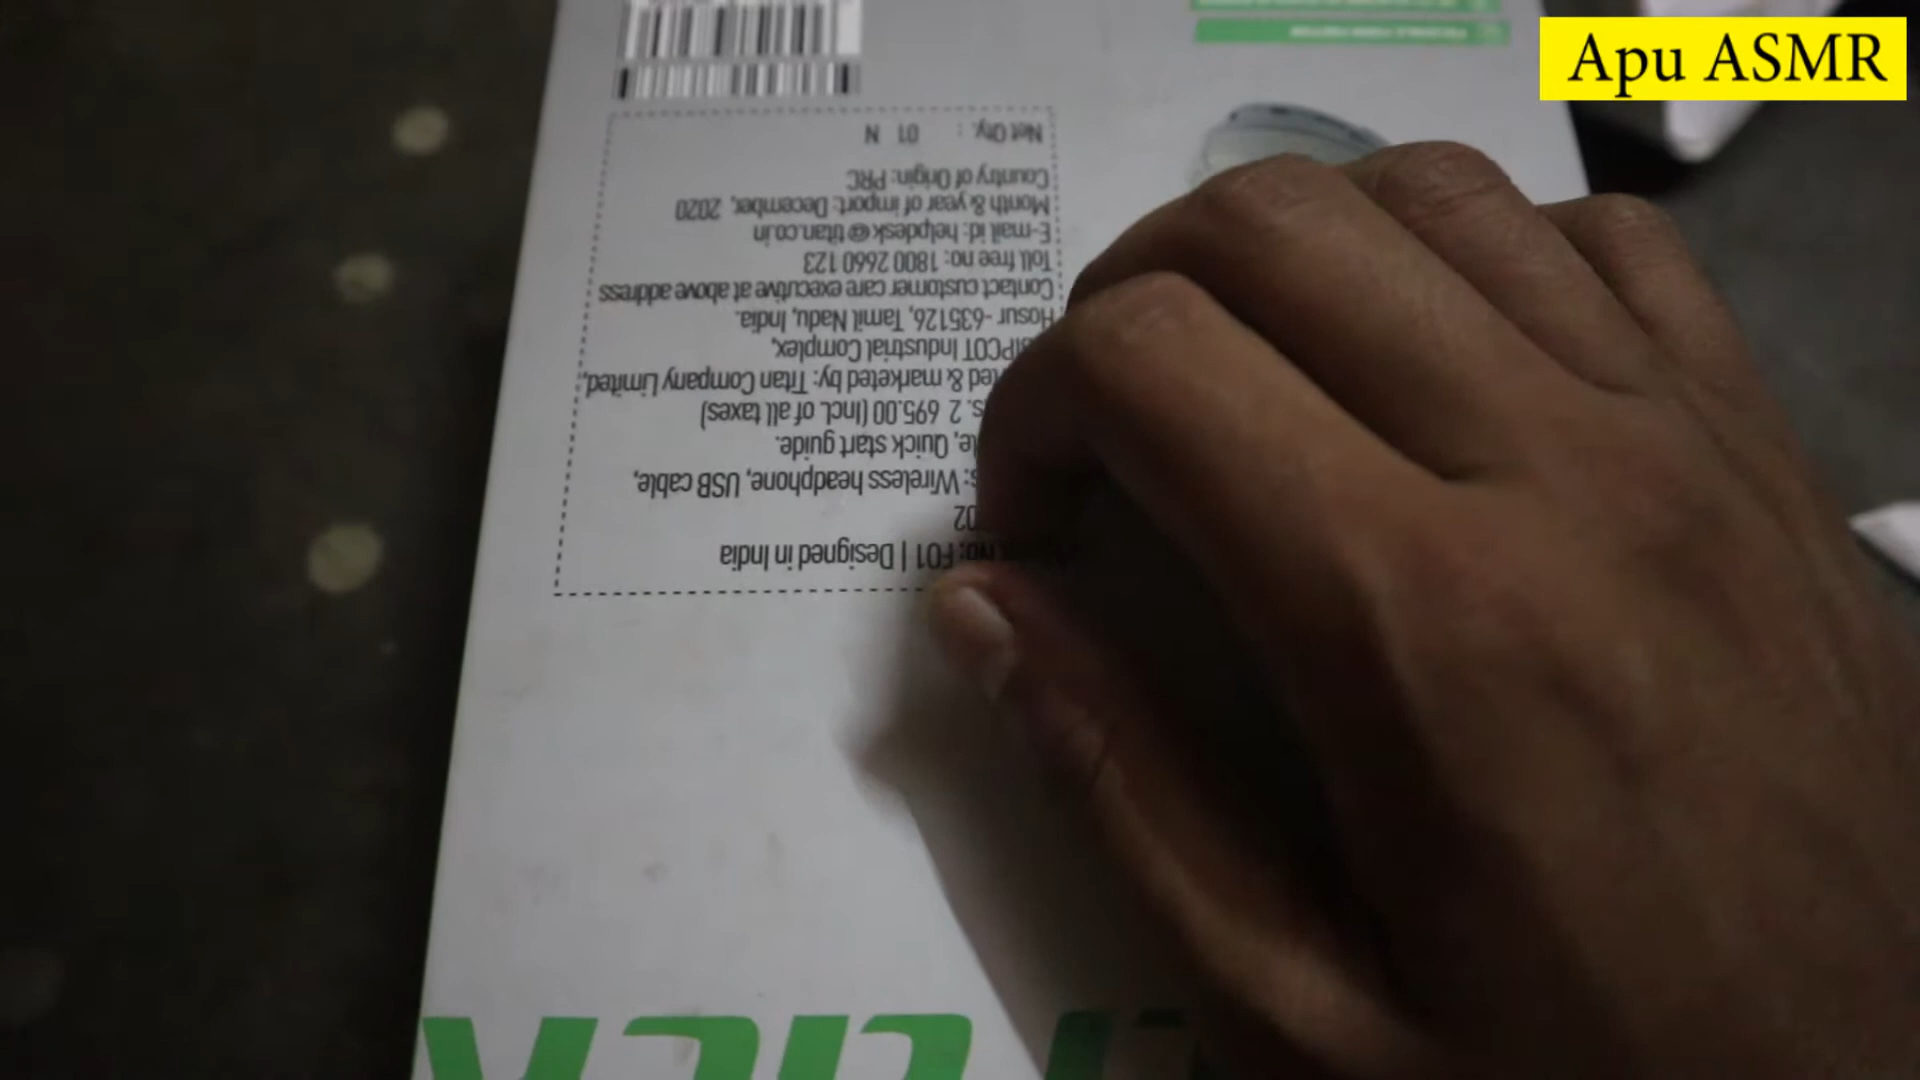 Apu ASMR
no: F01 | Designed in India
02
Wireless headphone, USB cable,
Quick start guide.
2 695.00 (Incl. of all taxes)
& marketed by: Titan Company Limited,
IPCOT Industrial Complex,
Hosur -635126, Tamil Nadu, India.
Contact customer care executive at above address
Toll free no: 1800 2660 123
E-mail id: helpdesk@titan.co.in
Month & year of import: December, 2020
Country of Origin: PRC
Net Qty. : 01 N